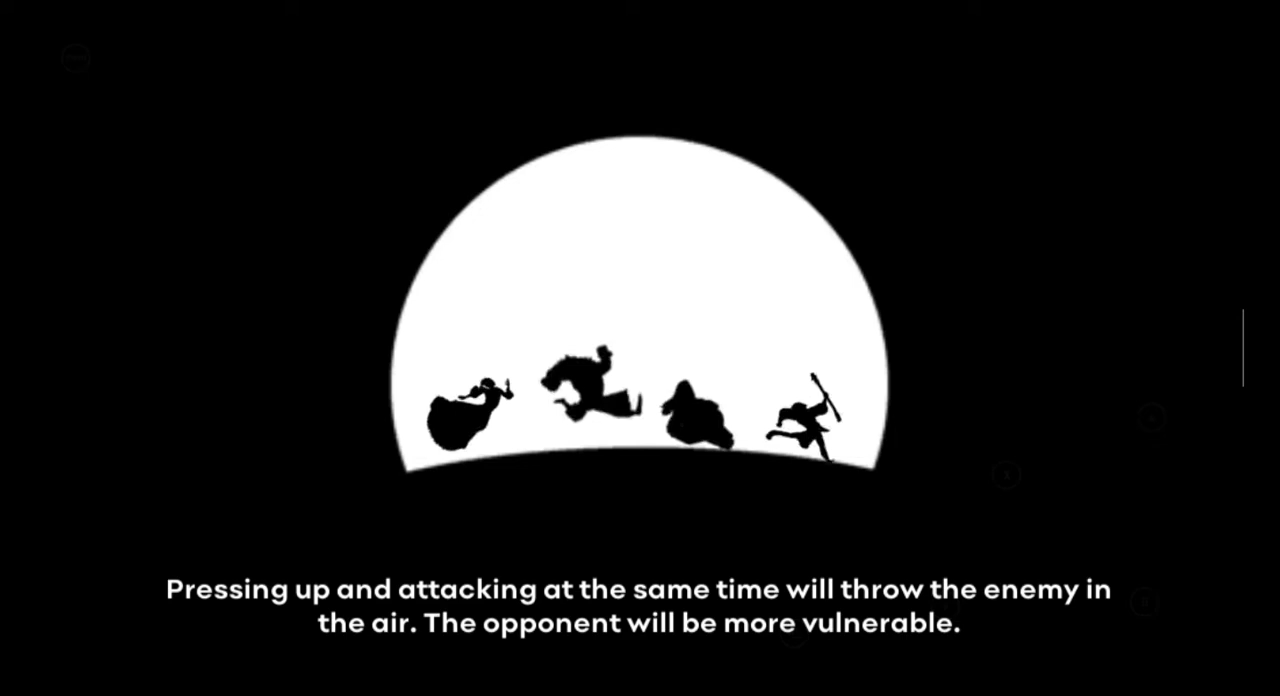 Pressing up and attacking at the same time will throw the enemy in
the air. The opponent will be more vulnerable.